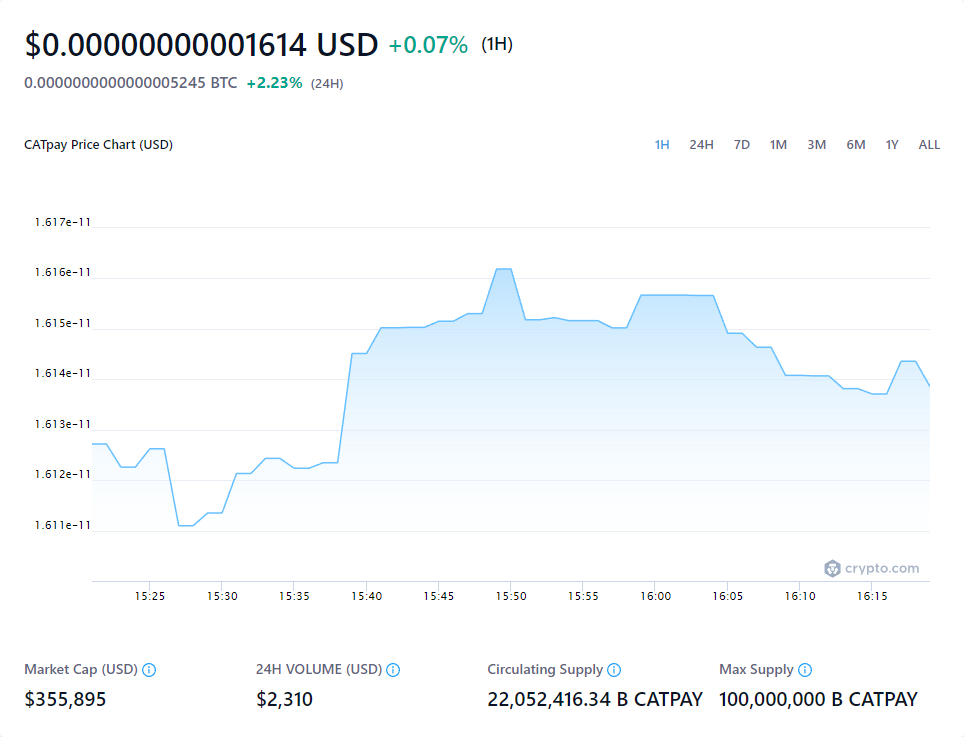 $0.00000000001614 USD +0.07% (1H)
0.0000000000000005245 BTC +2.23% (24H)
CATpay Price Chart (USD)
1H 24H 7D 1M 3M 6M 1Y ALL
1.617e-11
1.616e-11
1.615e-11
1.614e-11
1.613e-11
1.612e-11
1.611e-11
crypto.com
15:25 15:30 15:35 15:40 15:45 15:50 15:55 16:00 16:05 16:10 16:15
Market Cap (USD) 24H VOLUME (USD) Circulating Supply Max Supply
$355,895 $2,310 22,052,416.34 B CATPAY 100,000,000 B CATPAY